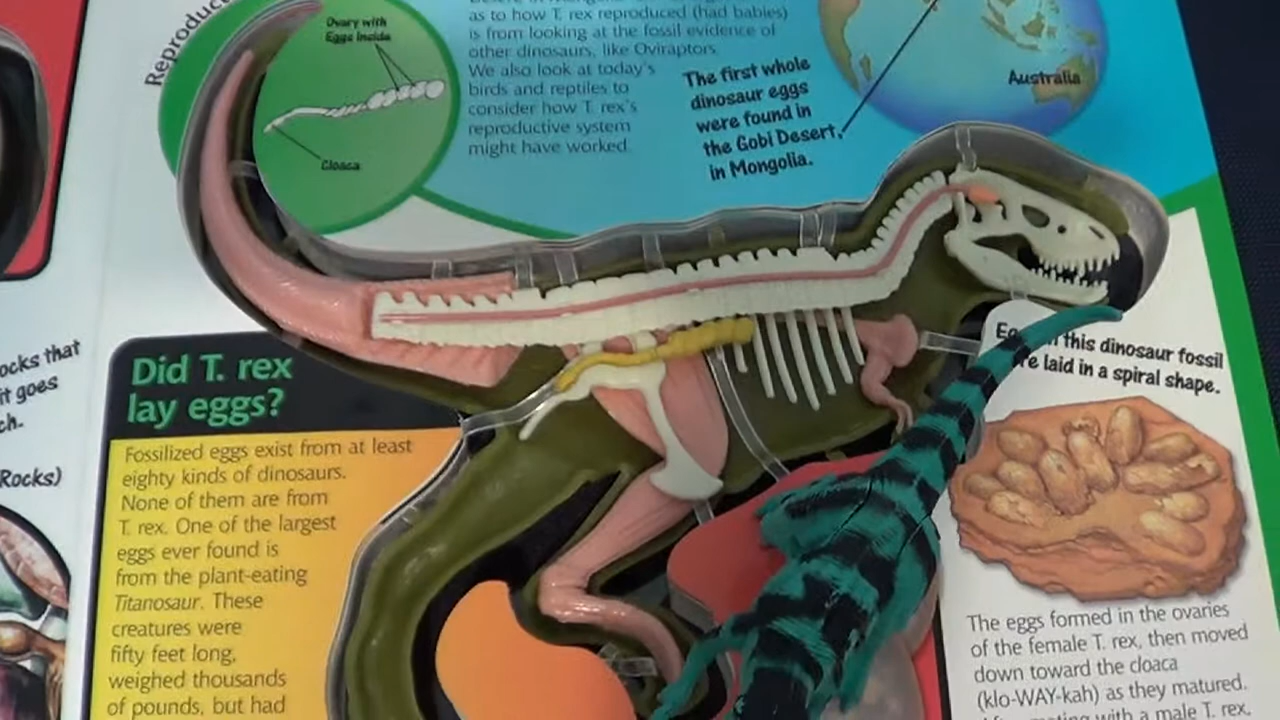 Reproduct
Ovary with
Eggs Inside
Cloaca
as to how T. rex reproduced (had babies)
is from looking at the fossil evidence of
other dinosaurs, like Oviraptors.
We also look at today's
birds and reptiles to
consider how T. rex's
reproductive system
might have worked.
The first whole
dinosaur eggs
were found in
the Gobi Desert,
in Mongolia.
Australia
ocks that
it goes
ch.
Rocks)
Did T. rex
lay eggs?
Fossilized eggs exist from at least
eighty kinds of dinosaurs.
None of them are from
T. rex. One of the largest
eggs ever found is
from the plant-eating
Titanosaur. These
creatures were
fifty feet long,
weighed thousands
of pounds, but had
this dinosaur fossil
re laid in a spiral shape.
The eggs formed in the ovaries
of the female T. rex, then moved
down toward the cloaca
(klo-WAY-kah) as they matured.
mating with a male T. rex,